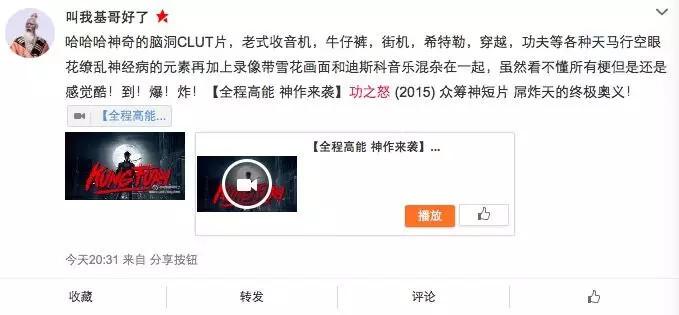 叫我基哥好了
哈哈哈神奇的脑洞CLUT片，老式收音机，牛仔裤，街机，希特勒，穿越，功夫等各种天马行空眼
花缭乱神经病的元素再加上录像带雪花画面和迪斯科音乐混杂在一起，虽然看不懂所有梗但是还是
感觉酷！到！爆！炸！【全程高能 神作来袭】功之怒 (2015) 众筹神短片 屌炸天的终极奥义！
【全程高能...
KUNG FURY
【全程高能 神作来袭】...
KUNG FURY
播放
今天20:31 来自 分享按钮
收藏
转发
评论